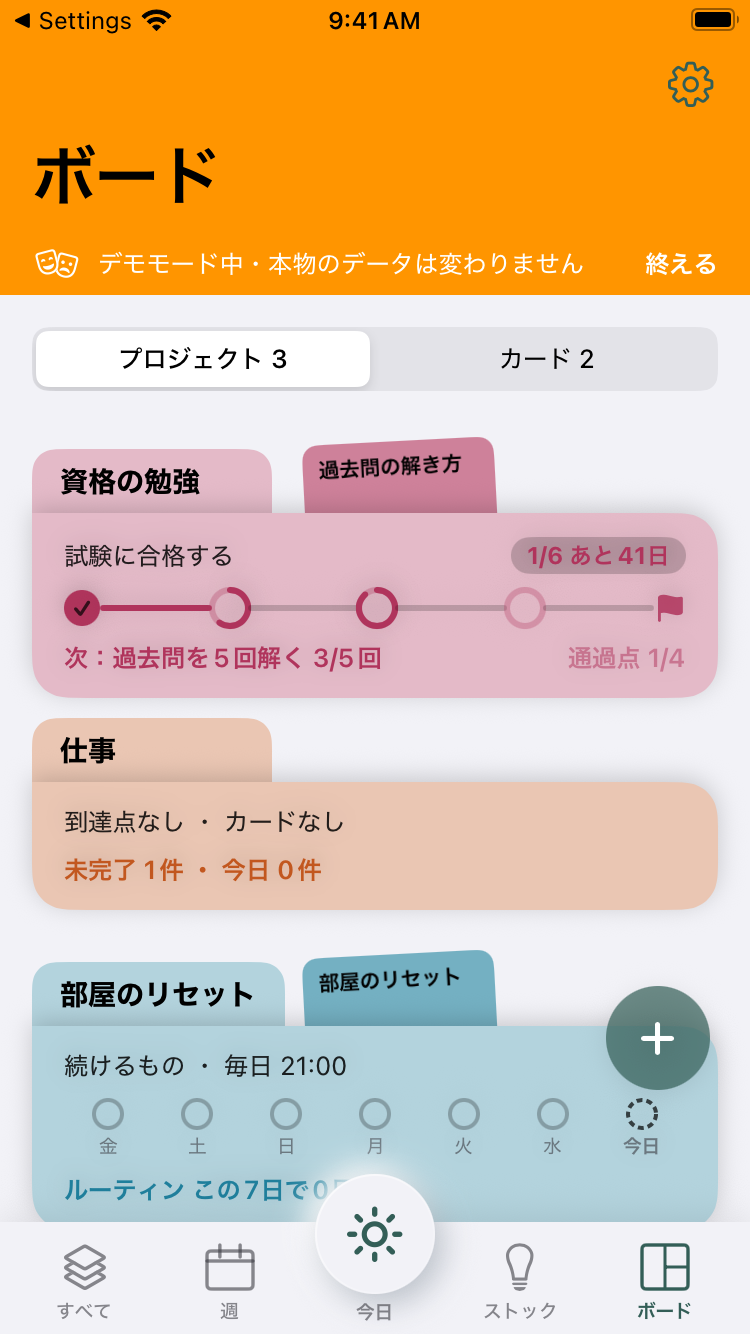 Settings
9:41 AM
ボード
デモモード中・本物のデータは変わりません 終える
プロジェクト 3
カード 2
資格の勉強
過去問の解き方
試験に合格する
1/6 あと41日
次：過去問を5回解く 3/5回
通過点 1/4
仕事
到達点なし ・ カードなし
未完了 1件 ・ 今日 0件
部屋のリセット
部屋のリセット
続けるもの ・ 毎日 21:00
金 土 日 月 火 水 今日
ルーティン この7日で0
すべて 週 今日 ストック ボード